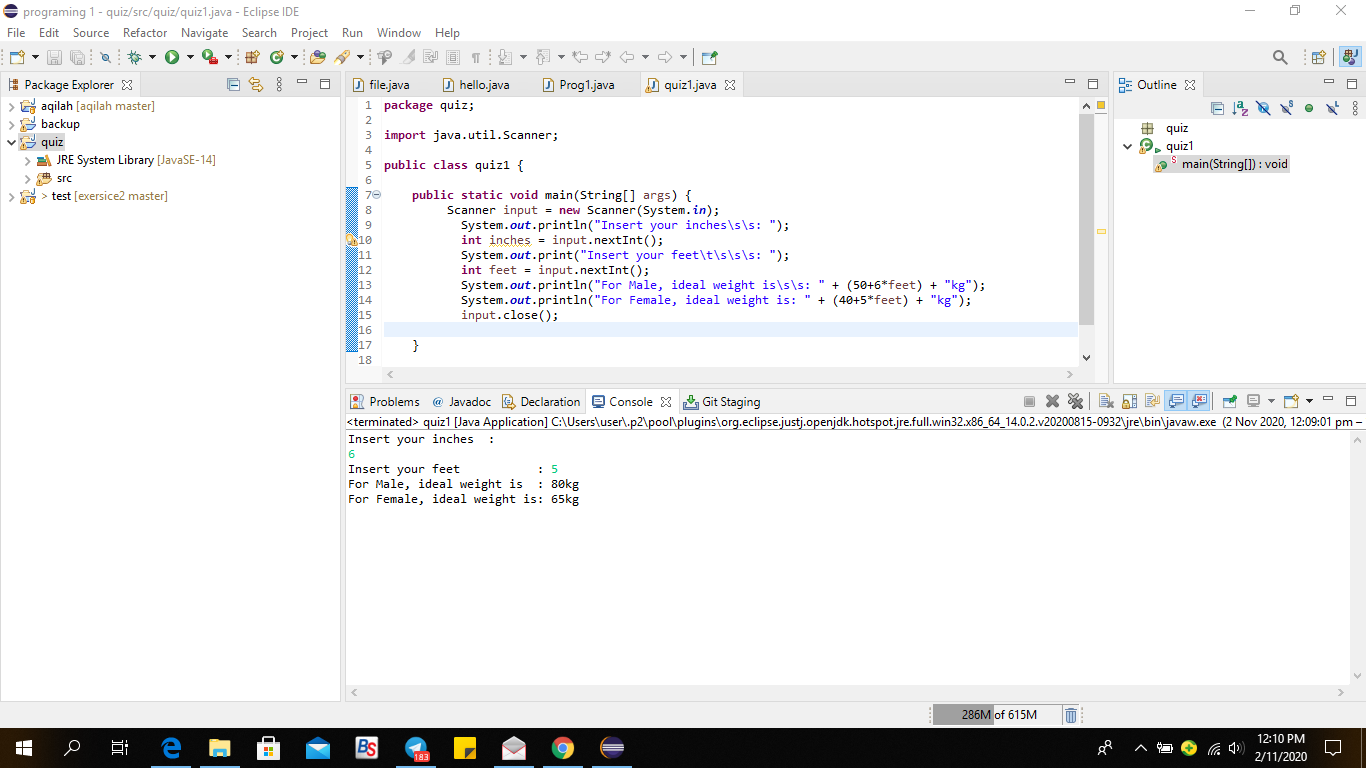 programing 1 - quiz/src/quiz/quiz1.java - Eclipse IDE
File Edit Source Refactor Navigate Search Project Run Window Help
Package Explorer
aqilah [aqilah master]
backup
quiz
JRE System Library [JavaSE-14]
src
> test [exersice2 master]
file.java hello.java Prog1.java quiz1.java
1 package quiz;
2
3 import java.util.Scanner;
4
5 public class quiz1 {
6
7 public static void main(String[] args) {
8 Scanner input = new Scanner(System.in);
9 System.out.println("Insert your inches\s\s: ");
10 int inches = input.nextInt();
11 System.out.print("Insert your feet\t\s\s\s: ");
12 int feet = input.nextInt();
13 System.out.println("For Male, ideal weight is\s\s: " + (50+6*feet) + "kg");
14 System.out.println("For Female, ideal weight is: " + (40+5*feet) + "kg");
15 input.close();
16
17 }
18
Outline
quiz
quiz1
S main(String[]) : void
Problems @ Javadoc Declaration Console Git Staging
<terminated> quiz1 [Java Application] C:\Users\user\.p2\pool\plugins\org.eclipse.justj.openjdk.hotspot.jre.full.win32.x86_64_14.0.2.v20200815-0932\jre\bin\javaw.exe (2 Nov 2020, 12:09:01 pm –
Insert your inches  :
6
Insert your feet           : 5
For Male, ideal weight is  : 80kg
For Female, ideal weight is: 65kg
286M of 615M
BS
183
12:10 PM
2/11/2020